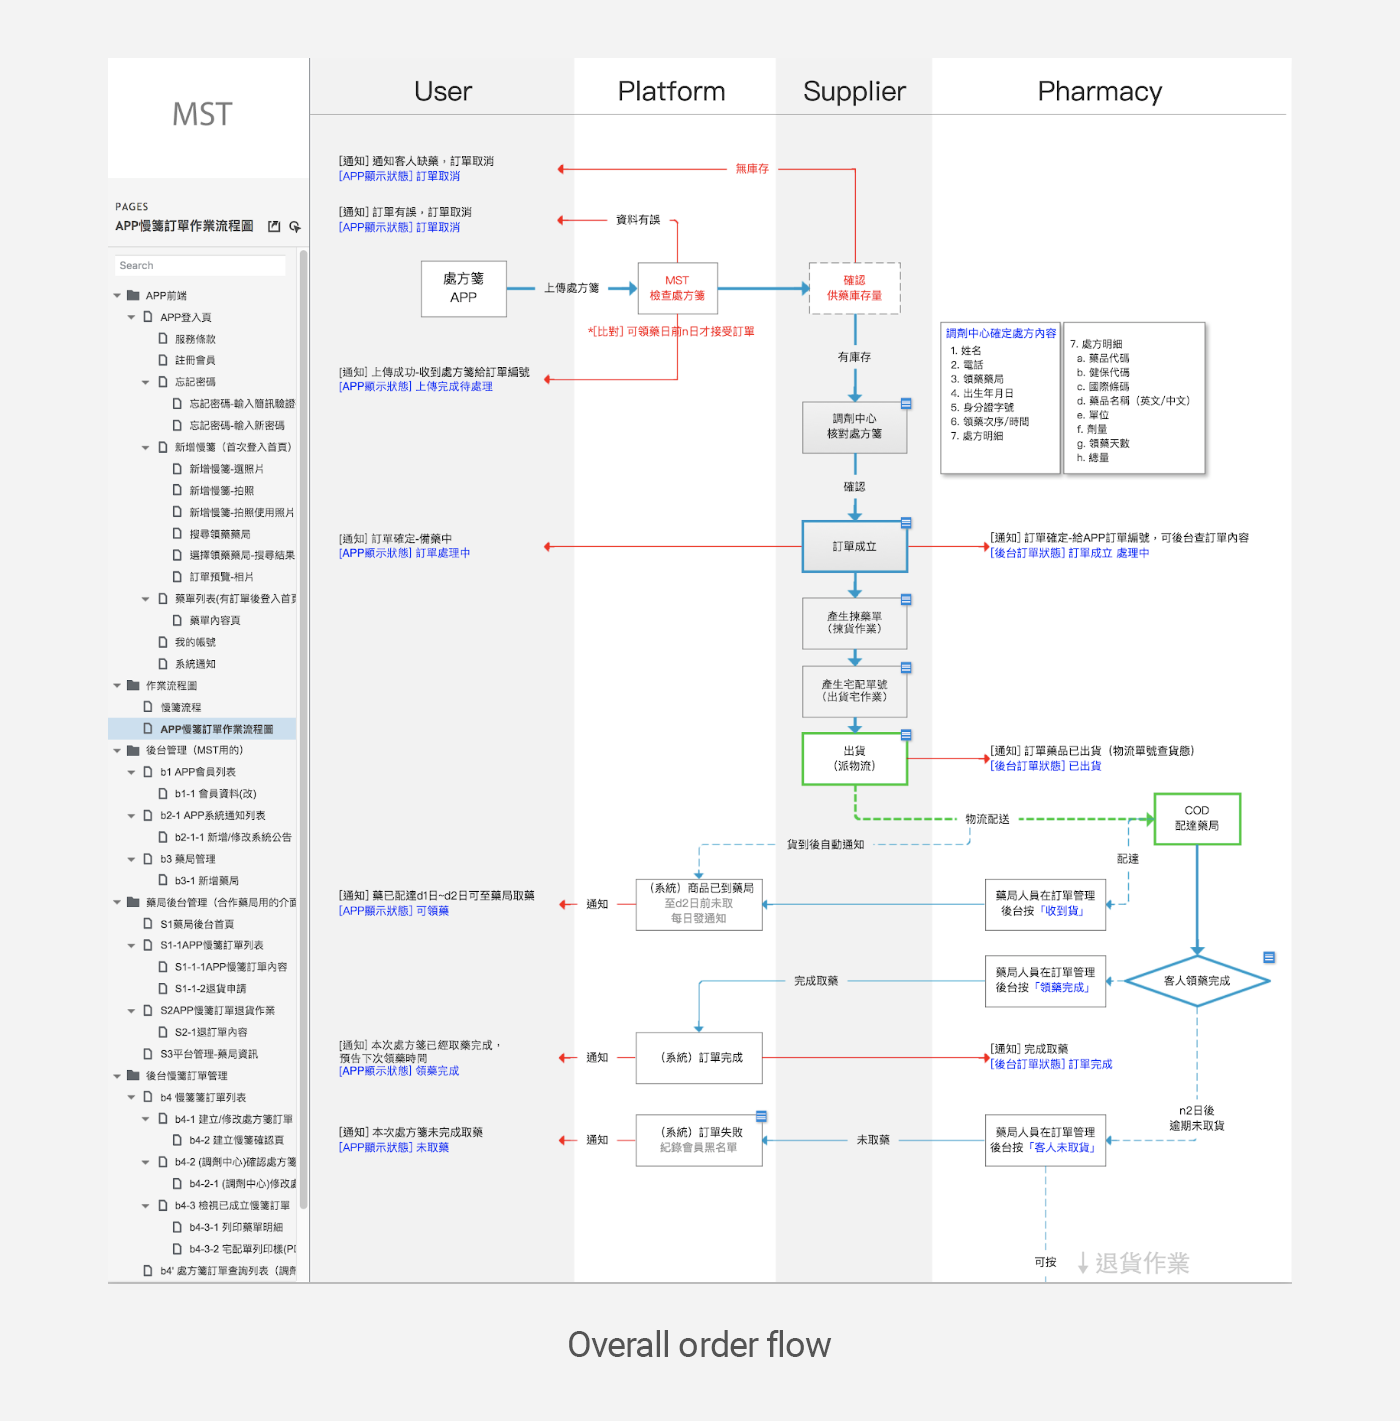 MST
PAGES
APP慢箋訂單作業流程圖
Search
APP前端
APP登入頁
服務條款
註冊會員
忘記密碼
忘記密碼-輸入簡訊驗證
忘記密碼-輸入新密碼
新增慢箋（首次登入首頁）
新增慢箋-選照片
新增慢箋-拍照
新增慢箋-拍照使用照片
搜尋領藥藥局
選擇領藥藥局-搜尋結果
訂單預覽-相片
藥單列表(有訂單後登入首頁
藥單內容頁
我的帳號
系統通知
作業流程圖
慢箋流程
APP慢箋訂單作業流程圖
後台管理（MST用的）
b1 APP會員列表
b1-1 會員資料(改)
b2-1 APP系統通知列表
b2-1-1 新增/修改系統公告
b3 藥局管理
b3-1 新增藥局
藥局後台管理（合作藥局用的介面
S1藥局後台首頁
S1-1APP慢箋訂單列表
S1-1-1APP慢箋訂單內容
S1-1-2退貨申請
S2APP慢箋訂單退貨作業
S2-1退訂單內容
S3平台管理-藥局資訊
後台慢箋訂單管理
b4 慢箋箋訂單列表
b4-1 建立/修改處方箋訂單
b4-2 建立慢箋確認頁
b4-2 (調劑中心)確認處方箋
b4-2-1 (調劑中心)修改處
b4-3 檢視已成立慢箋訂單
b4-3-1 列印藥單明細
b4-3-2 宅配單列印樣(PD
b4' 處方箋訂單查詢列表（調劑
User
Platform
Supplier
Pharmacy
[通知] 通知客人缺藥，訂單取消
[APP顯示狀態] 訂單取消
無庫存
[通知] 訂單有誤，訂單取消
[APP顯示狀態] 訂單取消
資料有誤
處方箋
APP
上傳處方箋
MST
檢查處方箋
確認
供藥庫存量
*[比對] 可領藥日前n日才接受訂單
[通知] 上傳成功-收到處方箋給訂單編號
[APP顯示狀態] 上傳完成待處理
有庫存
調劑中心確定處方內容
1. 姓名
2. 電話
3. 領藥藥局
4. 出生年月日
5. 身分證字號
6. 領藥次序/時間
7. 處方明細
7. 處方明細
a. 藥品代碼
b. 健保代碼
c. 國際條碼
d. 藥品名稱（英文/中文）
e. 單位
f. 劑量
g. 領藥天數
h. 總量
調劑中心
核對處方箋
確認
[通知] 訂單確定-備藥中
[APP顯示狀態] 訂單處理中
訂單成立
[通知] 訂單確定-給APP訂單編號，可後台查訂單內容
[後台訂單狀態] 訂單成立 處理中
產生揀藥單
（揀貨作業）
產生宅配單號
（出貨宅作業）
出貨
（派物流）
[通知] 訂單藥品已出貨（物流單號查貨態）
[後台訂單狀態] 已出貨
物流配送
COD
配達藥局
貨到後自動通知
配達
[通知] 藥已配達d1日~d2日可至藥局取藥
[APP顯示狀態] 可領藥
通知
（系統）商品已到藥局
至d2日前未取
每日發通知
藥局人員在訂單管理
後台按「收到貨」
完成取藥
藥局人員在訂單管理
後台按「領藥完成」
客人領藥完成
[通知] 本次處方箋已經取藥完成，
預告下次領藥時間
[APP顯示狀態] 領藥完成
通知
（系統）訂單完成
[通知] 完成取藥
[後台訂單狀態] 訂單完成
n2日後
逾期未取貨
[通知] 本次處方箋未完成取藥
[APP顯示狀態] 未取藥
通知
（系統）訂單失敗
紀錄會員黑名單
未取藥
藥局人員在訂單管理
後台按「客人未取貨」
可按
退貨作業
Overall order flow